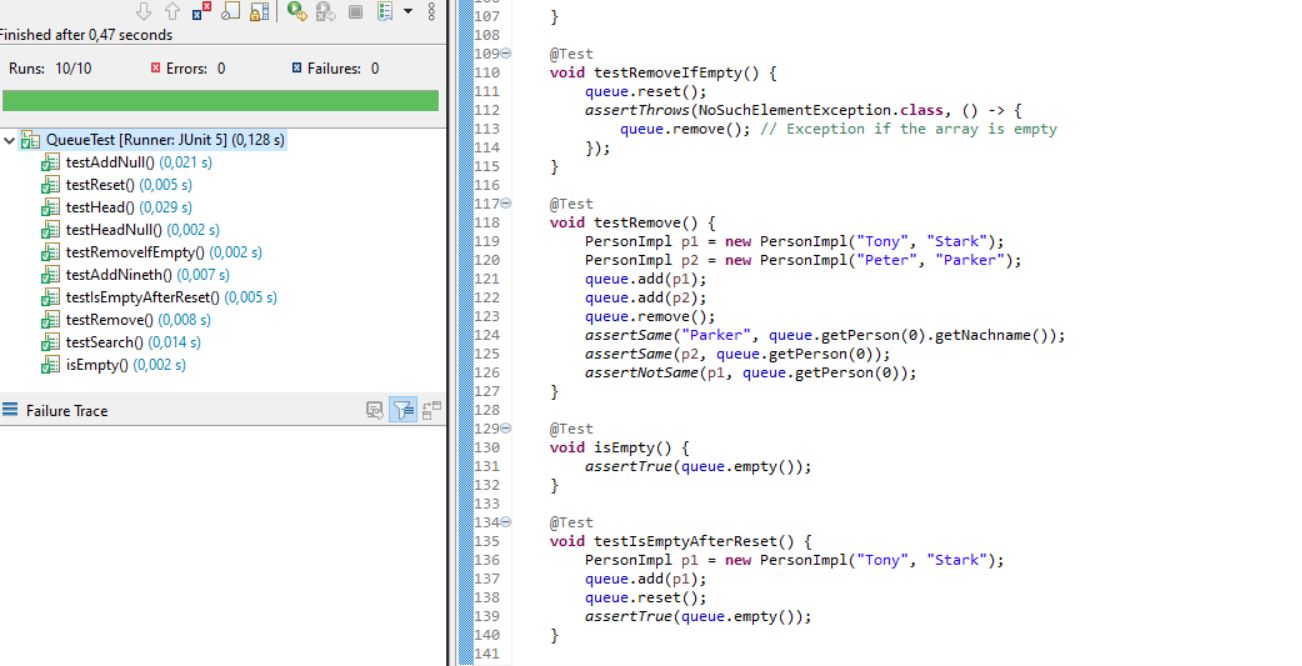 Finished after 0,47 seconds
Runs: 10/10 Errors: 0 Failures: 0
QueueTest [Runner: JUnit 5] (0,128 s)
testAddNull() (0,021 s)
testReset() (0,005 s)
testHead() (0,029 s)
testHeadNull() (0,002 s)
testRemoveIfEmpty() (0,002 s)
testAddNineth() (0,007 s)
testIsEmptyAfterReset() (0,005 s)
testRemove() (0,008 s)
testSearch() (0,014 s)
isEmpty() (0,002 s)
Failure Trace
107     }
108
109     @Test
110     void testRemoveIfEmpty() {
111         queue.reset();
112         assertThrows(NoSuchElementException.class, () -> {
113             queue.remove(); // Exception if the array is empty
114         });
115     }
116
117     @Test
118     void testRemove() {
119         PersonImpl p1 = new PersonImpl("Tony", "Stark");
120         PersonImpl p2 = new PersonImpl("Peter", "Parker");
121         queue.add(p1);
122         queue.add(p2);
123         queue.remove();
124         assertSame("Parker", queue.getPerson(0).getNachname());
125         assertSame(p2, queue.getPerson(0));
126         assertNotSame(p1, queue.getPerson(0));
127     }
128
129     @Test
130     void isEmpty() {
131         assertTrue(queue.empty());
132     }
133
134     @Test
135     void testIsEmptyAfterReset() {
136         PersonImpl p1 = new PersonImpl("Tony", "Stark");
137         queue.add(p1);
138         queue.reset();
139         assertTrue(queue.empty());
140     }
141